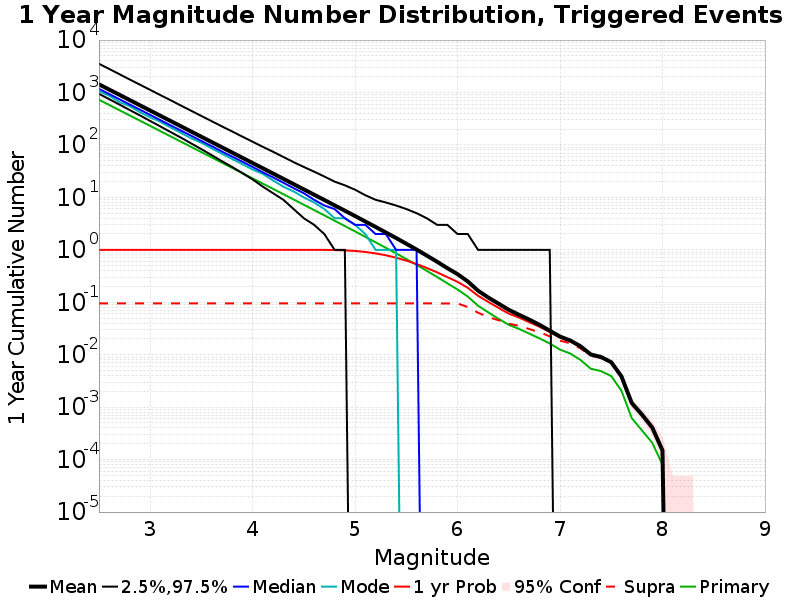 1 Year Magnitude Number Distribution, Triggered Events
1 Year Cumulative Number
10^4
10^3
10^2
10^1
10^0
10^-1
10^-2
10^-3
10^-4
10^-5
3 4 5 6 7 8 9
Magnitude
Mean 2.5%,97.5% Median Mode 1 yr Prob 95% Conf Supra Primary